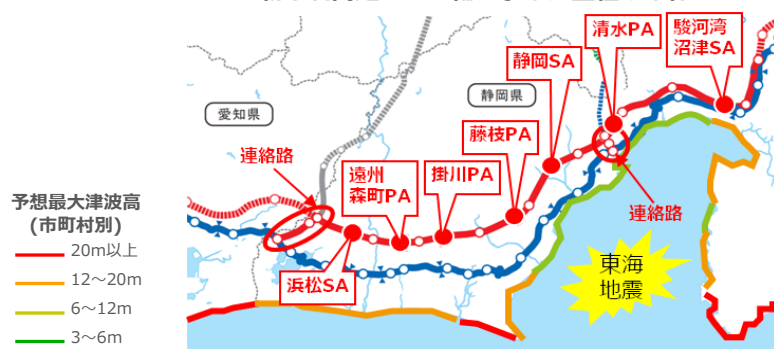 清水PA
駿河湾
沼津SA
静岡SA
静岡県
愛知県
藤枝PA
連絡路
遠州
森町PA
掛川PA
連絡路
浜松SA
東海
地震
予想最大津波高
(市町村別)
20m以上
12～20m
6～12m
3～6m